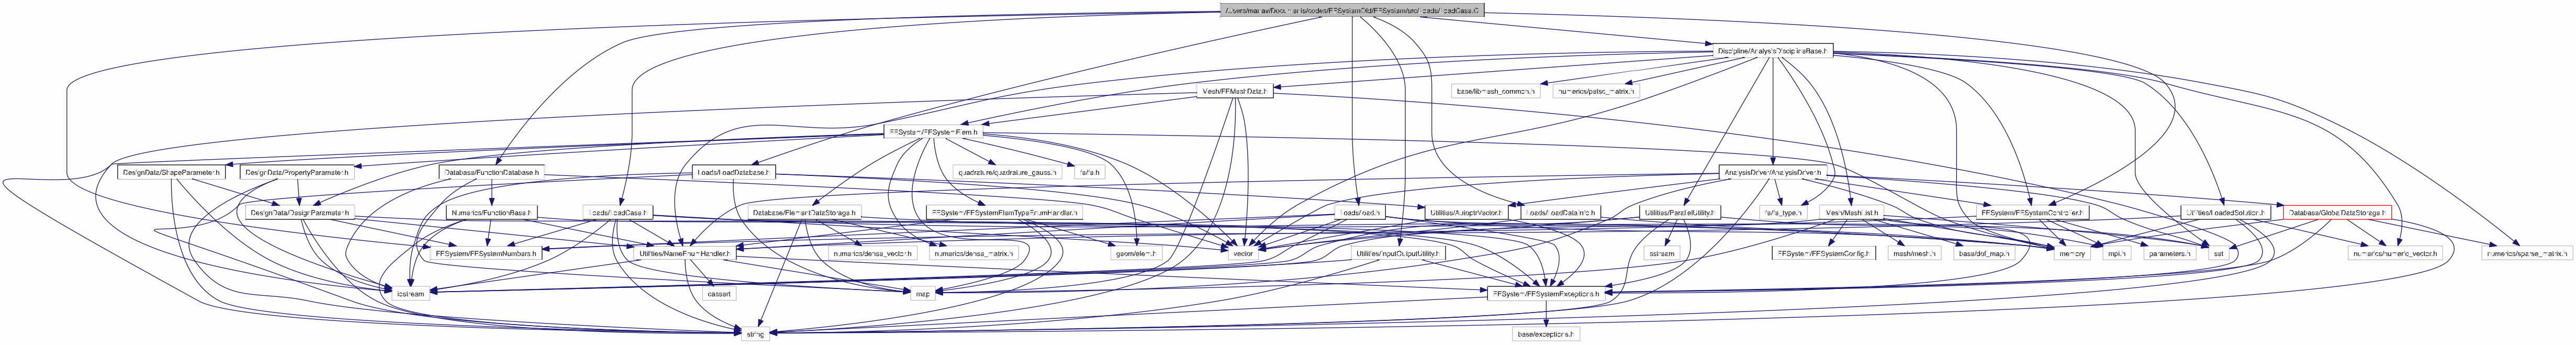 /Users/manav/Documents/codes/FESystemOld/FESystem/src/Loads/LoadCase.C
Discipline/AnalysisDisciplineBase.h
Mesh/FEMeshData.h
base/libmesh_common.h
numerics/petsc_matrix.h
FESystem/FESystemElem.h
DesignData/ShapeParameter.h
DesignData/PropertyParameter.h
Database/FunctionDatabase.h
Loads/LoadDatabase.h
quadrature/quadrature_gauss.h
fe/fe.h
AnalysisDriver/AnalysisDriver.h
DesignData/DesignParameter.h
Numerics/FunctionBase.h
Loads/LoadCase.h
Database/ElementDataStorage.h
FESystem/FESystemElemTypeEnumHandler.h
Loads/load.h
Utilities/AutoptrVector.h
Loads/LoadDataInfo.h
Utilities/ParallelUtility.h
fe/fe_type.h
Mesh/MeshList.h
FESystem/FESystemController.h
Utilities/LoadedSolution.h
Database/GlobalDataStorage.h
FESystem/FESystemNumbers.h
Utilities/NameEnumHandler.h
numerics/dense_vector.h
numerics/dense_matrix.h
geom/elem.h
vector
Utilities/InputOutputUtility.h
sstream
FESystem/FESystemConfig.h
mesh/mesh.h
base/dof_map.h
memory
mpi.h
parameters.h
set
numerics/numeric_vector.h
numerics/sparse_matrix.h
iostream
cassert
map
FESystem/FESystemExceptions.h
string
base/exceptions.h